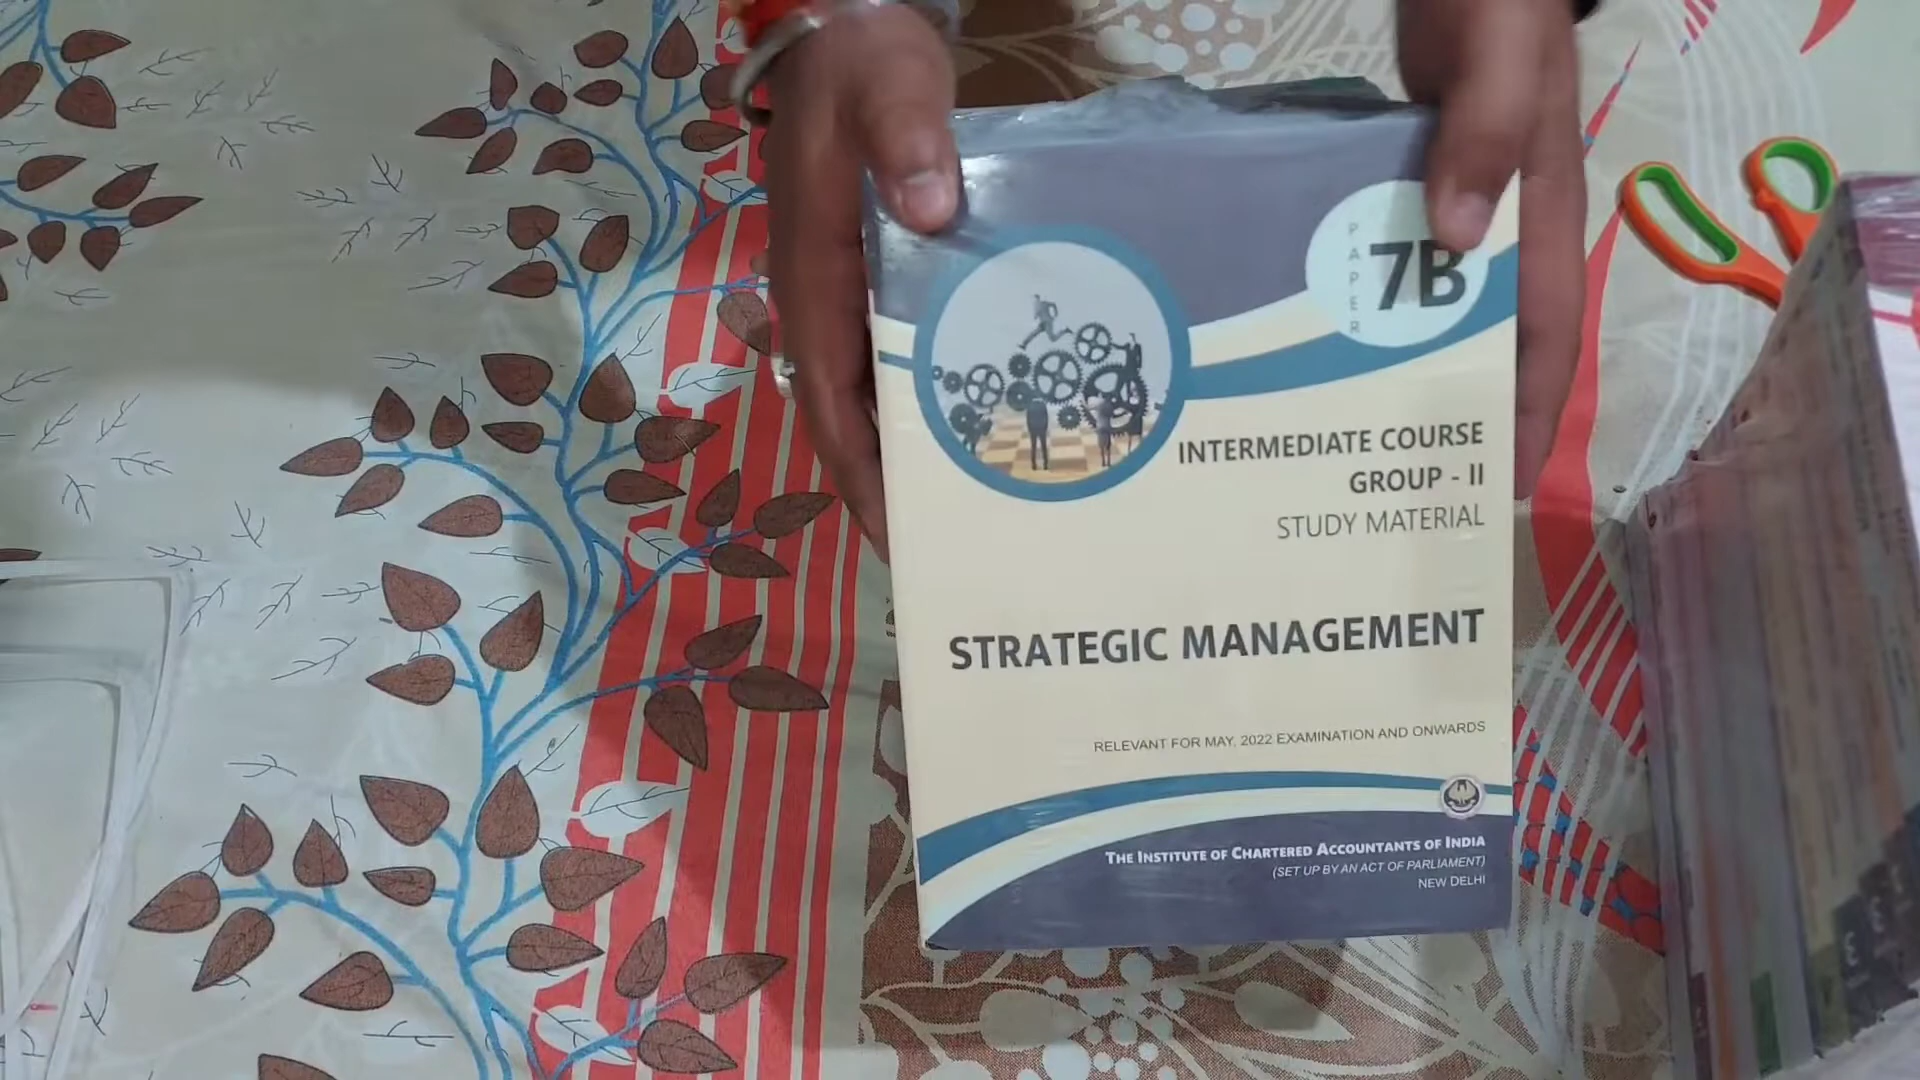 PAPER
7B
INTERMEDIATE COURSE
GROUP - II
STUDY MATERIAL
STRATEGIC MANAGEMENT
RELEVANT FOR MAY, 2022 EXAMINATION AND ONWARDS
THE INSTITUTE OF CHARTERED ACCOUNTANTS OF INDIA
(SET UP BY AN ACT OF PARLIAMENT)
NEW DELHI